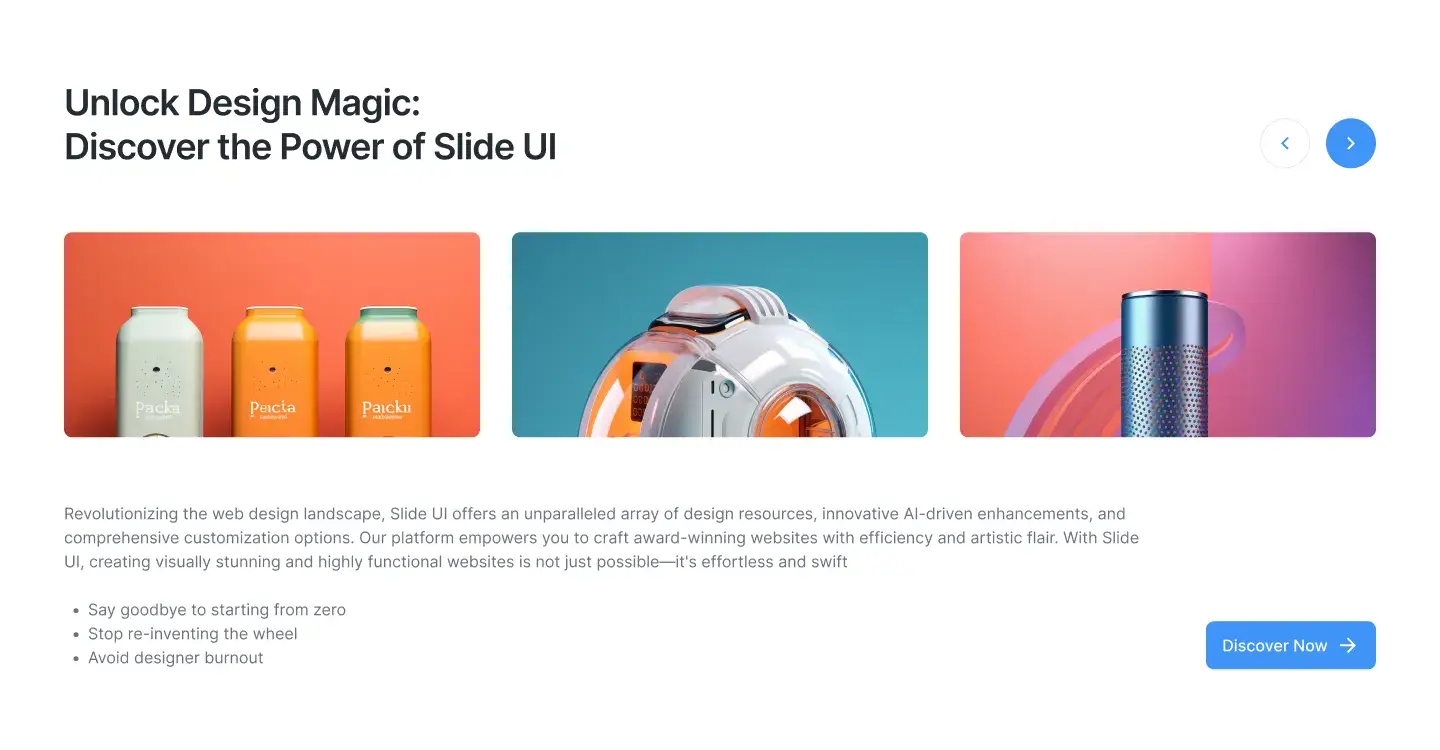 Unlock Design Magic:
Discover the Power of Slide UI
Packu
Pecıa
Paıckıı
Revolutionizing the web design landscape, Slide UI offers an unparalleled array of design resources, innovative AI-driven enhancements, and
comprehensive customization options. Our platform empowers you to craft award-winning websites with efficiency and artistic flair. With Slide
UI, creating visually stunning and highly functional websites is not just possible—it's effortless and swift
• Say goodbye to starting from zero
• Stop re-inventing the wheel
• Avoid designer burnout
Discover Now